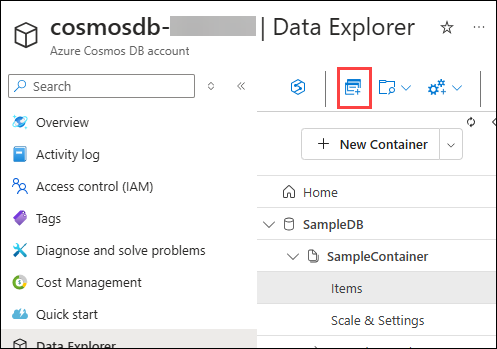 cosmosdb- | Data Explorer
Azure Cosmos DB account
Search
Overview
Activity log
Access control (IAM)
Tags
Diagnose and solve problems
Cost Management
Quick start
Data Explorer
New Container
Home
SampleDB
SampleContainer
Items
Scale & Settings